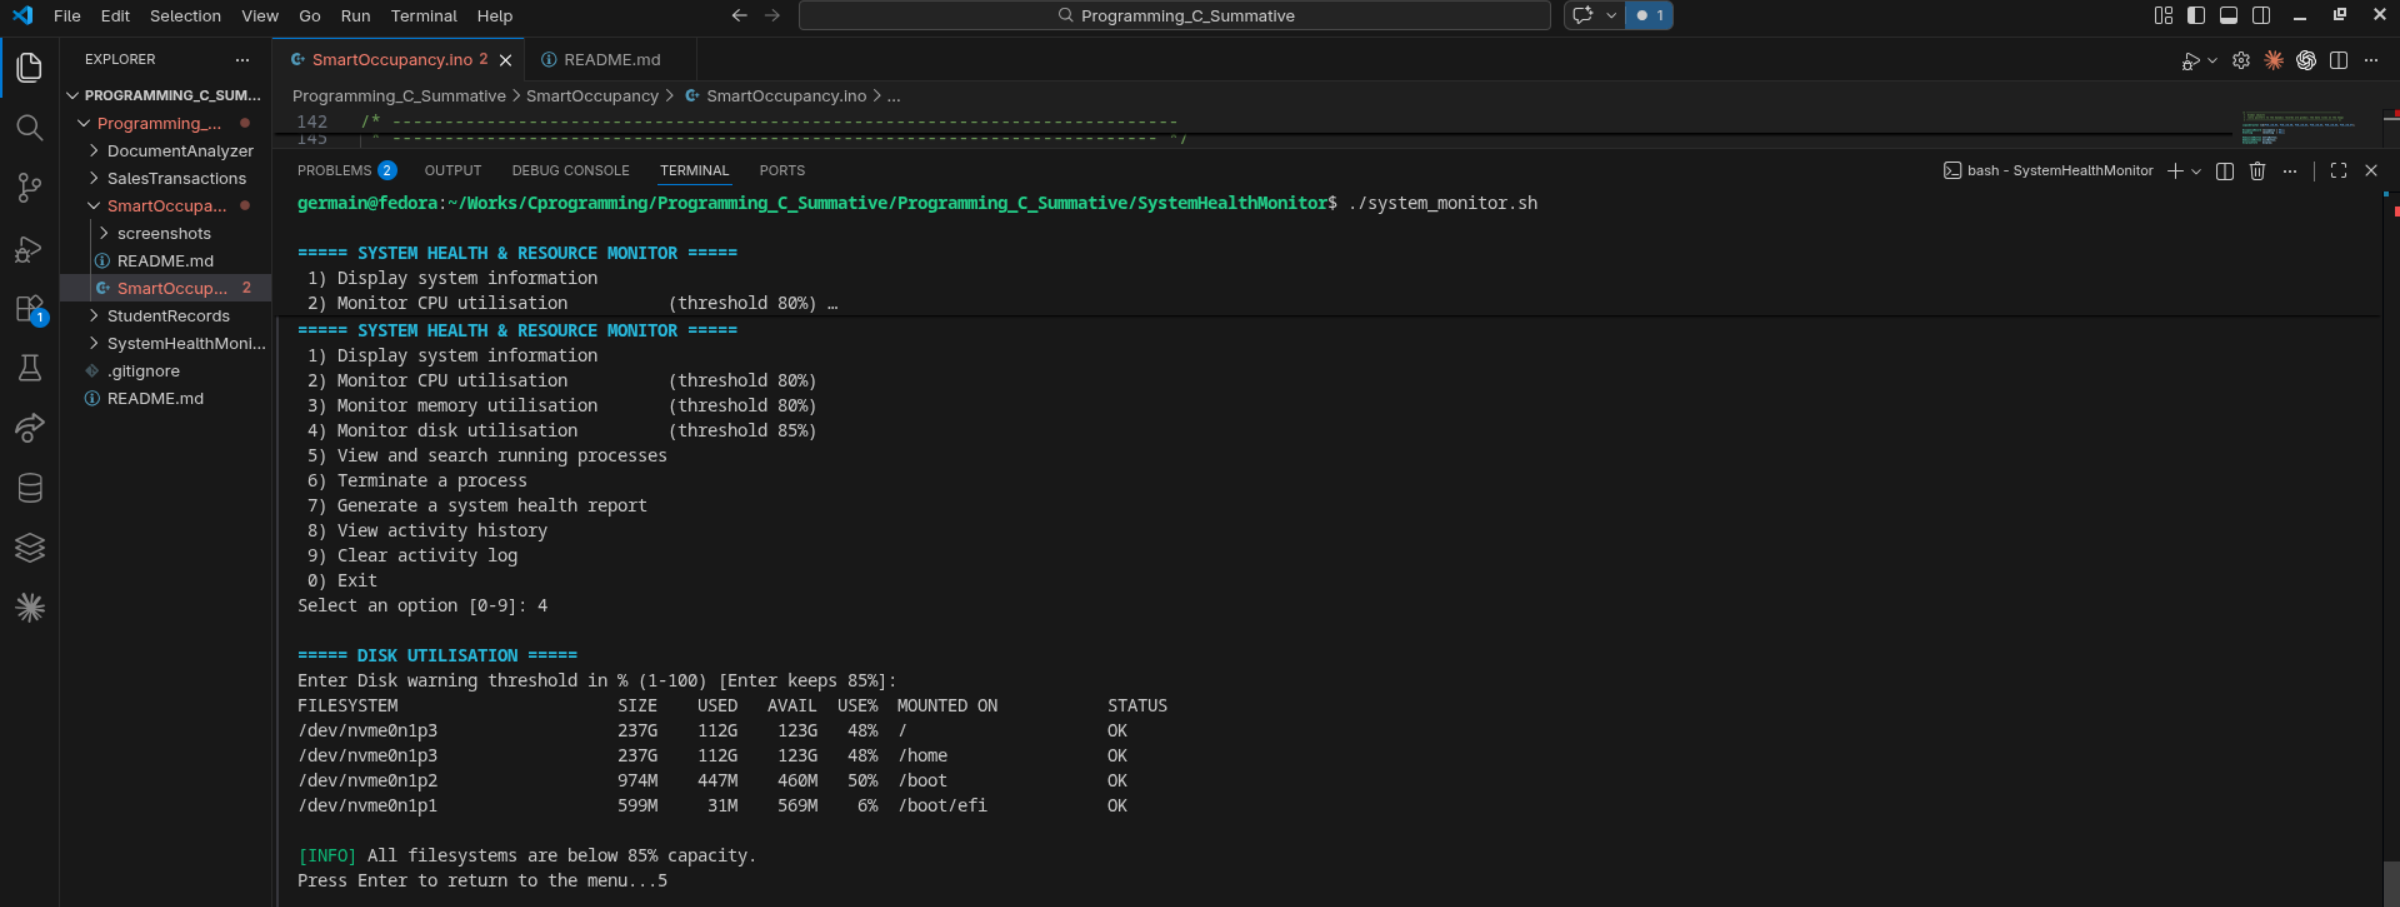 File Edit Selection View Go Run Terminal Help
Programming_C_Summative
1
EXPLORER
SmartOccupancy.ino 2
README.md
PROGRAMMING_C_SUM...
Programming_...
DocumentAnalyzer
SalesTransactions
SmartOccupa...
screenshots
README.md
SmartOccup... 2
StudentRecords
SystemHealthMoni...
.gitignore
README.md
1
Programming_C_Summative > SmartOccupancy > SmartOccupancy.ino > ...
142 /* -------------------------------------------------------------------------------
145 * ----------------------------------------------------------------------------- */
PROBLEMS 2 OUTPUT DEBUG CONSOLE TERMINAL PORTS
bash - SystemHealthMonitor
germain@fedora:~/Works/Cprogramming/Programming_C_Summative/Programming_C_Summative/SystemHealthMonitor$ ./system_monitor.sh
===== SYSTEM HEALTH & RESOURCE MONITOR =====
1) Display system information
2) Monitor CPU utilisation (threshold 80%) …
===== SYSTEM HEALTH & RESOURCE MONITOR =====
1) Display system information
2) Monitor CPU utilisation (threshold 80%)
3) Monitor memory utilisation (threshold 80%)
4) Monitor disk utilisation (threshold 85%)
5) View and search running processes
6) Terminate a process
7) Generate a system health report
8) View activity history
9) Clear activity log
0) Exit
Select an option [0-9]: 4
===== DISK UTILISATION =====
Enter Disk warning threshold in % (1-100) [Enter keeps 85%]:
FILESYSTEM SIZE USED AVAIL USE% MOUNTED ON STATUS
/dev/nvme0n1p3 237G 112G 123G 48% / OK
/dev/nvme0n1p3 237G 112G 123G 48% /home OK
/dev/nvme0n1p2 974M 447M 460M 50% /boot OK
/dev/nvme0n1p1 599M 31M 569M 6% /boot/efi OK
[INFO] All filesystems are below 85% capacity.
Press Enter to return to the menu...5